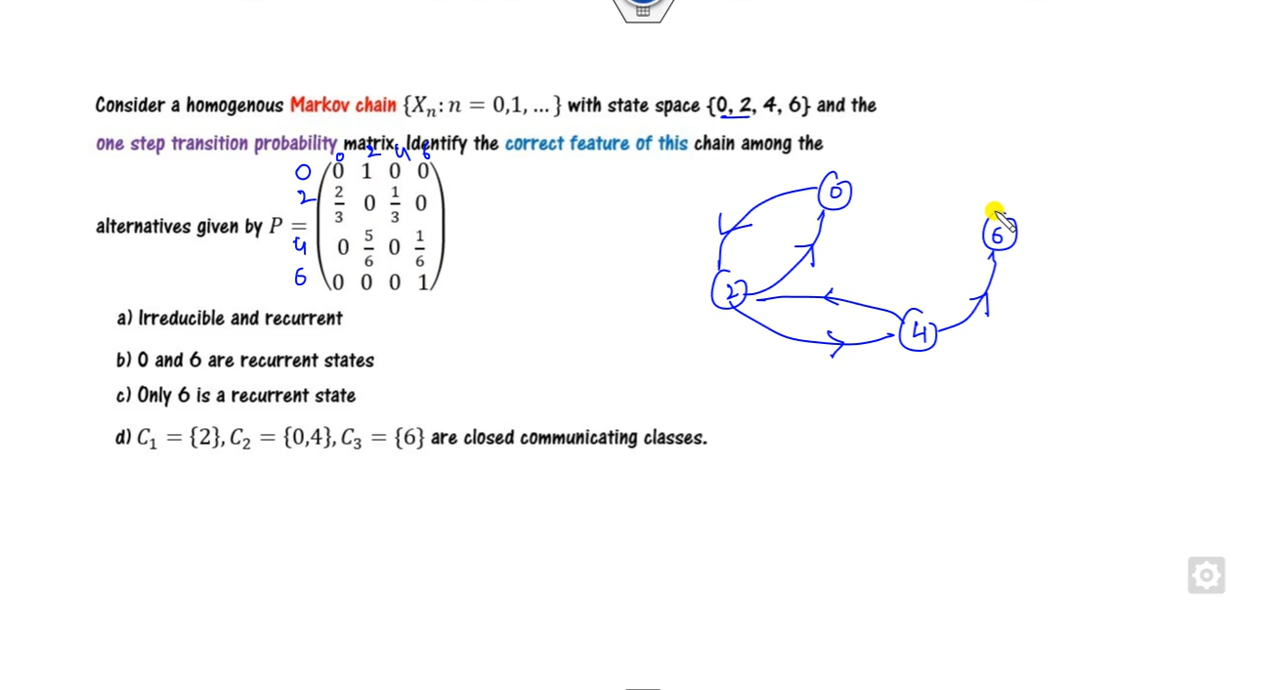 Consider a homogenous Markov chain {Xₙ: n = 0,1, ...} with state space {0, 2, 4, 6} and the
one step transition probability matrix. Identify the correct feature of this chain among the
0 2 4 6
0 0 1 0 0
2 2/3 0 1/3 0
alternatives given by P =
4 0 5/6 0 1/6
6 0 0 0 1
a) Irreducible and recurrent
b) 0 and 6 are recurrent states
c) Only 6 is a recurrent state
d) C₁ = {2}, C₂ = {0,4}, C₃ = {6} are closed communicating classes.
0
6
2
4